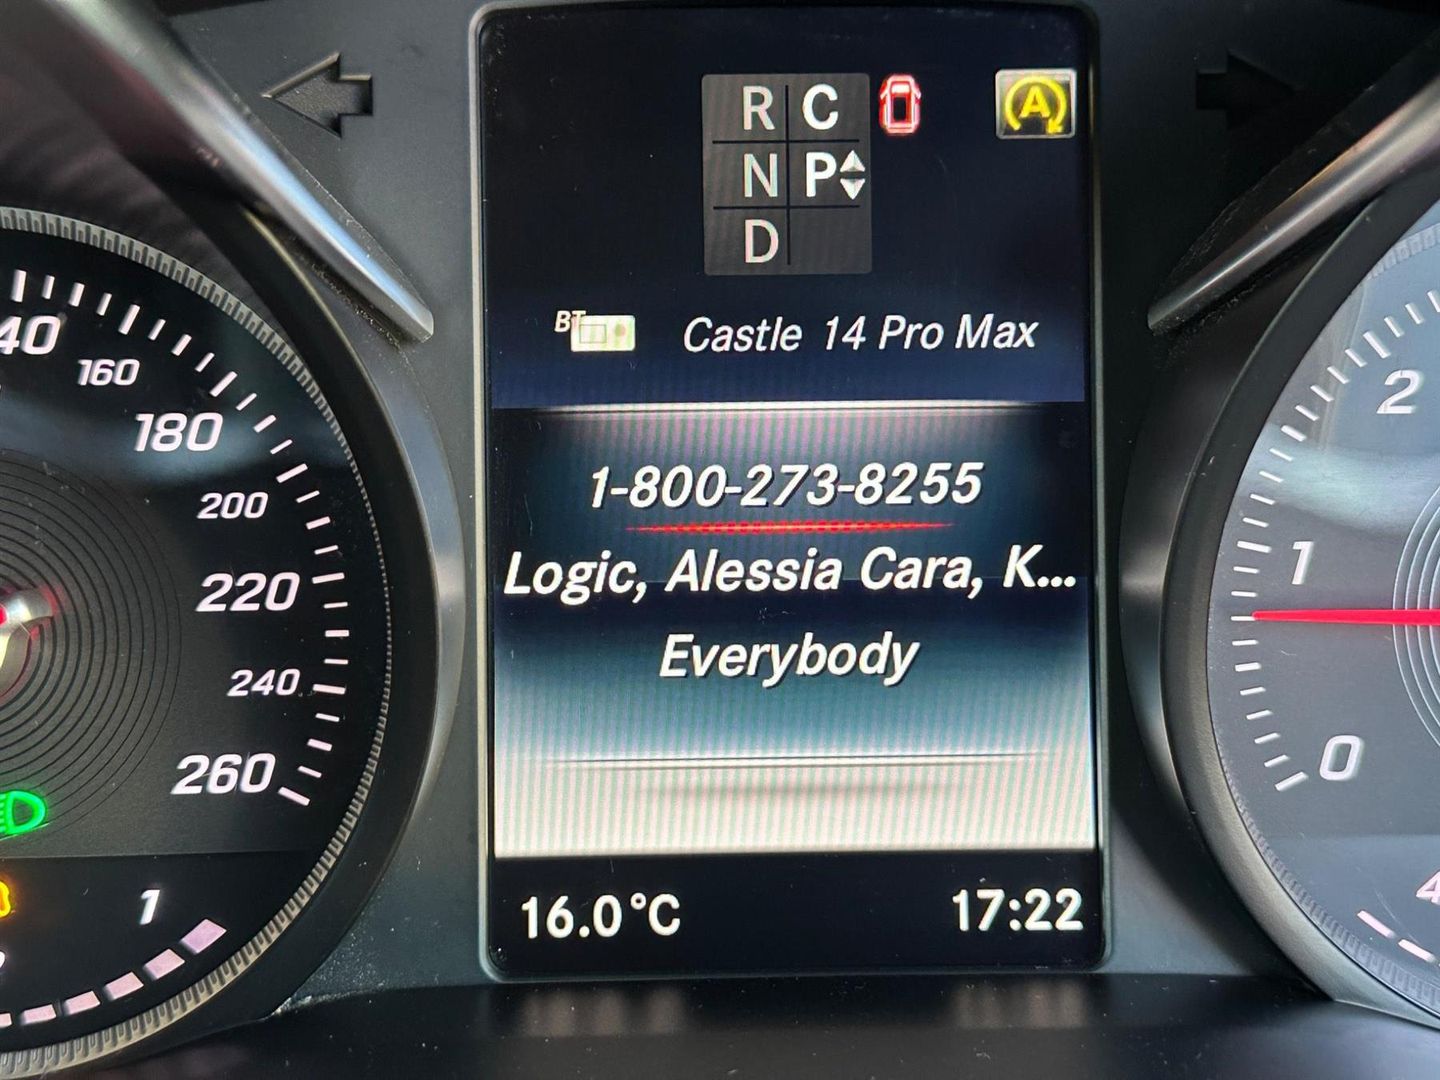 R C
N P
D
A
BT
Castle 14 Pro Max
1-800-273-8255
Logic, Alessia Cara, K...
Everybody
16.0°C
17:22
160
180
200
220
240
260
1
2
1
0